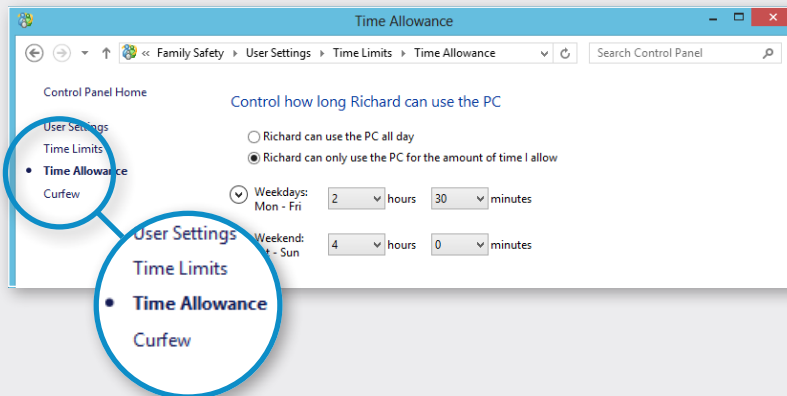 Time Allowance
« Family Safety ▸ User Settings ▸ Time Limits ▸ Time Allowance
Search Control Panel
Control Panel Home
User Settings
Time Limits
• Time Allowance
Curfew
Control how long Richard can use the PC
Richard can use the PC all day
Richard can only use the PC for the amount of time I allow
Weekdays:
Mon - Fri
2 hours 30 minutes
Weekend:
- Sun
4 hours 0 minutes
User Settings
Time Limits
• Time Allowance
Curfew